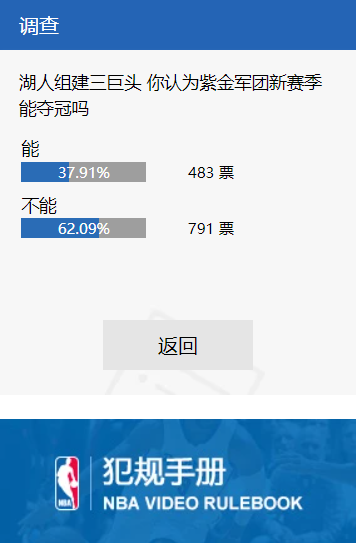 调查
湖人组建三巨头 你认为紫金军团新赛季
能夺冠吗
能
37.91% 483 票
不能
62.09% 791 票
返回
NBA
犯规手册
NBA VIDEO RULEBOOK